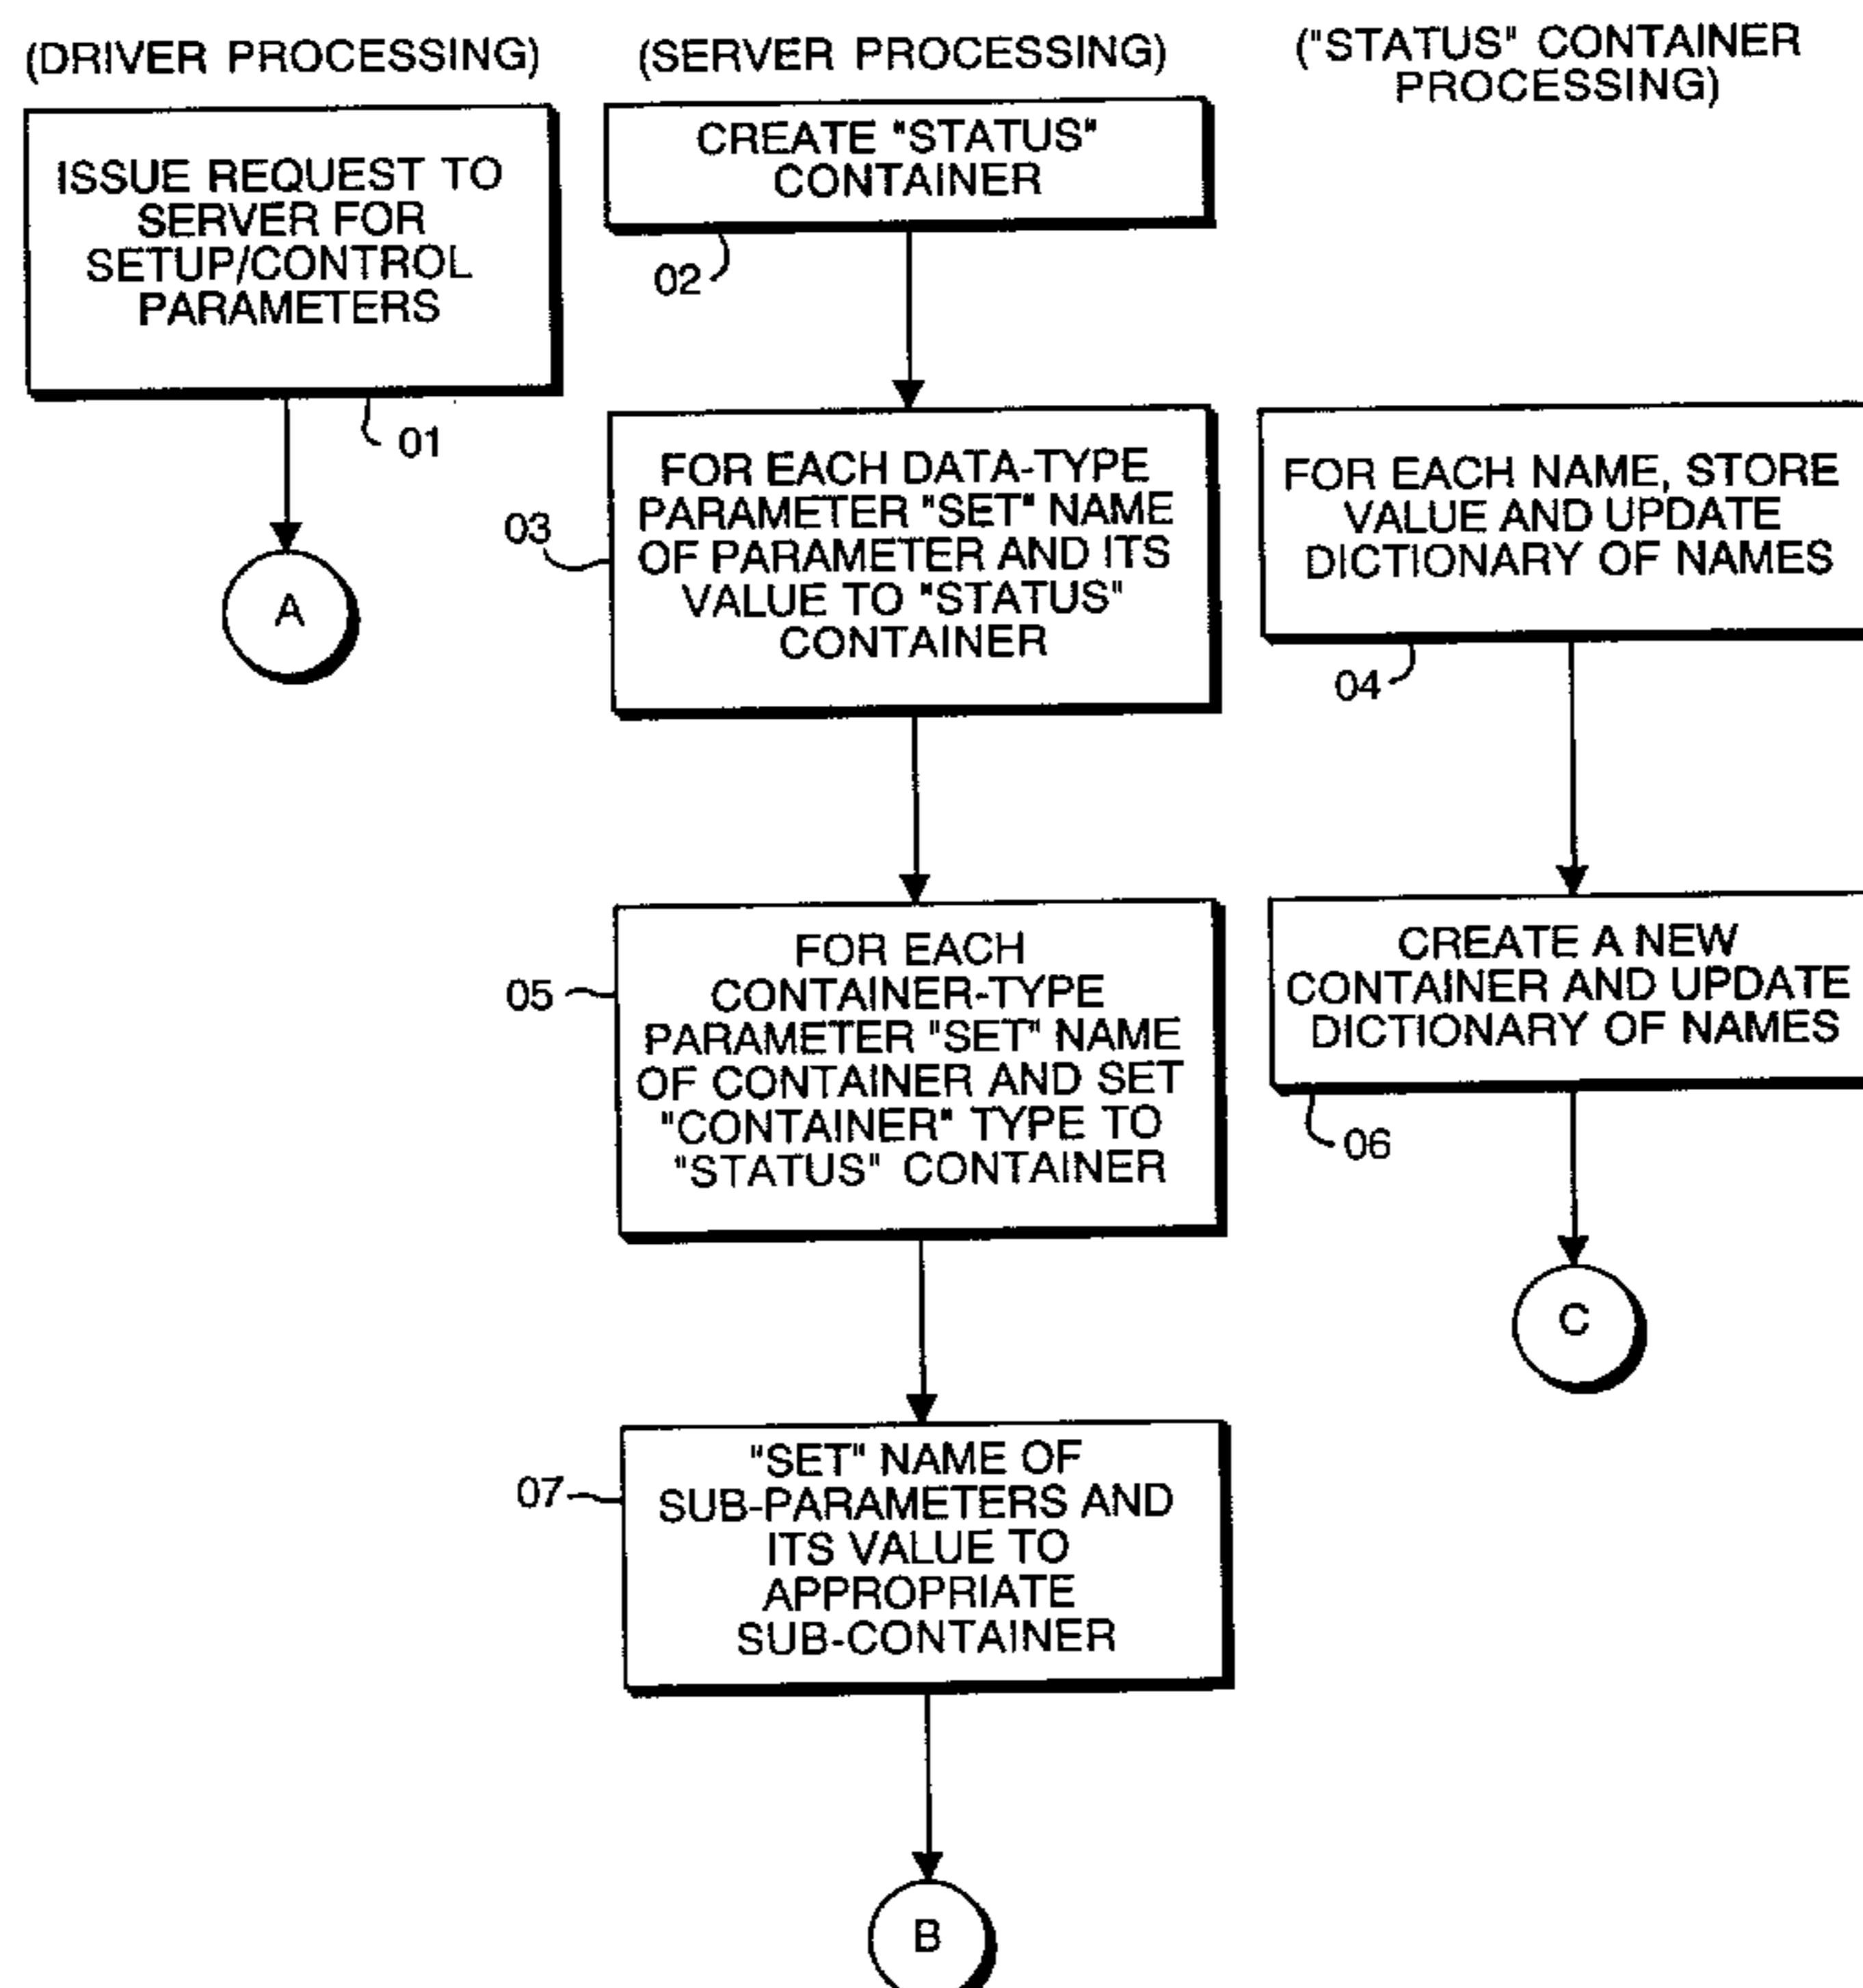 (DRIVER PROCESSING)
ISSUE REQUEST TO
SERVER FOR
SETUP/CONTROL
PARAMETERS
01
A
(SERVER PROCESSING)
CREATE "STATUS"
CONTAINER
02
FOR EACH DATA-TYPE
PARAMETER "SET" NAME
OF PARAMETER AND ITS
VALUE TO "STATUS"
CONTAINER
03
FOR EACH
CONTAINER-TYPE
PARAMETER "SET" NAME
OF CONTAINER AND SET
"CONTAINER" TYPE TO
"STATUS" CONTAINER
05
"SET" NAME OF
SUB-PARAMETERS AND
ITS VALUE TO
APPROPRIATE
SUB-CONTAINER
07
B
("STATUS" CONTAINER
PROCESSING)
FOR EACH NAME, STORE
VALUE AND UPDATE
DICTIONARY OF NAMES
04
CREATE A NEW
CONTAINER AND UPDATE
DICTIONARY OF NAMES
06
C